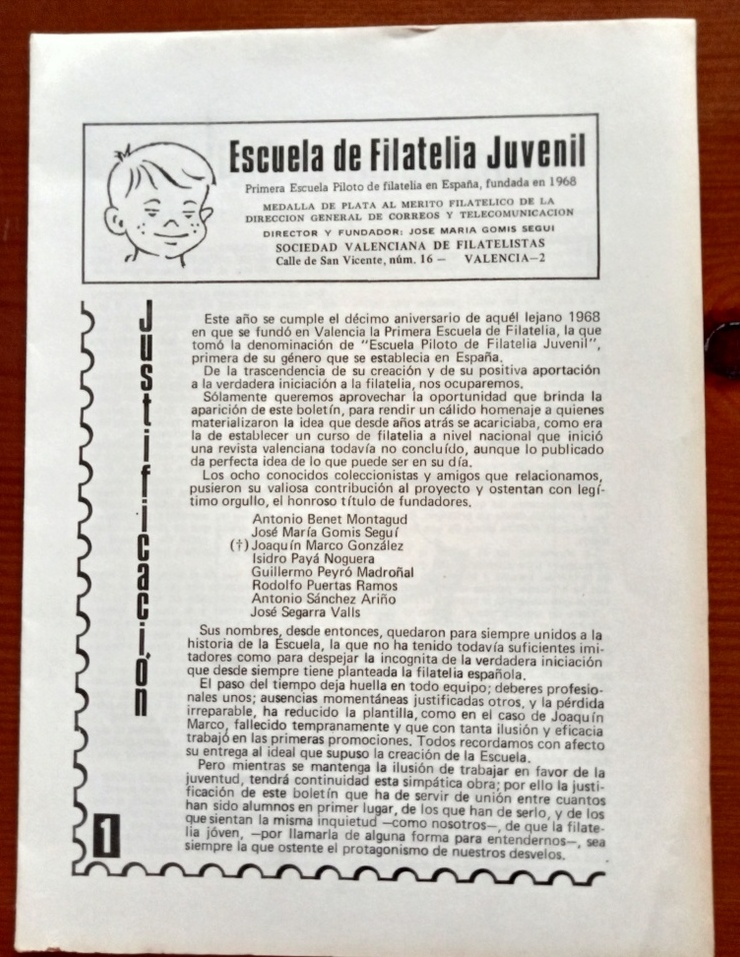 Escuela de Filatelia Juvenil
Primera Escuela Piloto de filatelia en España, fundada en 1968
MEDALLA DE PLATA AL MERITO FILATELICO DE LA
DIRECCION GENERAL DE CORREOS Y TELECOMUNICACION
DIRECTOR Y FUNDADOR: JOSE MARIA GOMIS SEGUI
SOCIEDAD VALENCIANA DE FILATELISTAS
Calle de San Vicente, núm. 16 — VALENCIA—2
Justificación
Este año se cumple el décimo aniversario de aquél lejano 1968
en que se fundó en Valencia la Primera Escuela de Filatelia, la que
tomó la denominación de "Escuela Piloto de Filatelia Juvenil",
primera de su género que se establecia en España.
De la trascendencia de su creación y de su positiva aportación
a la verdadera iniciación a la filatelia, nos ocuparemos.
Sólamente queremos aprovechar la oportunidad que brinda la
aparición de este boletín, para rendir un cálido homenaje a quienes
materializaron la idea que desde años atrás se acariciaba, como era
la de establecer un curso de filatelia a nivel nacional que inició
una revista valenciana todavía no concluído, aunque lo publicado
da perfecta idea de lo que puede ser en su día.
Los ocho conocidos coleccionistas y amigos que relacionamos,
pusieron su valiosa contribución al proyecto y ostentan con legí-
timo orgullo, el honroso título de fundadores.
Antonio Benet Montagud
José María Gomis Seguí
(†) Joaquín Marco González
Isidro Payá Noguera
Guillermo Peyró Madroñal
Rodolfo Puertas Ramos
Antonio Sánchez Ariño
José Segarra Valls
Sus nombres, desde entonces, quedaron para siempre unidos a la
historia de la Escuela, la que no ha tenido todavía suficientes imi-
tadores como para despejar la incognita de la verdadera iniciación
que desde siempre tiene planteada la filatelia española.
El paso del tiempo deja huella en todo equipo; deberes profesio-
nales unos; ausencias momentáneas justificadas otros, y la pérdida
irreparable, ha reducido la plantilla, como en el caso de Joaquín
Marco, fallecido tempranamente y que con tanta ilusión y eficacia
trabajó en las primeras promociones. Todos recordamos con afecto
su entrega al ideal que supuso la creación de la Escuela.
Pero mientras se mantenga la ilusión de trabajar en favor de la
juventud, tendrá continuidad esta simpática obra; por ello la justi-
ficación de este boletín que ha de servir de unión entre cuantos
han sido alumnos en primer lugar, de los que han de serlo, y de los
que sientan la misma inquietud —como nosotros—, de que la filate-
lia jóven, —por llamarla de alguna forma para entendernos—, sea
siempre la que ostente el protagonismo de nuestros desvelos.
1